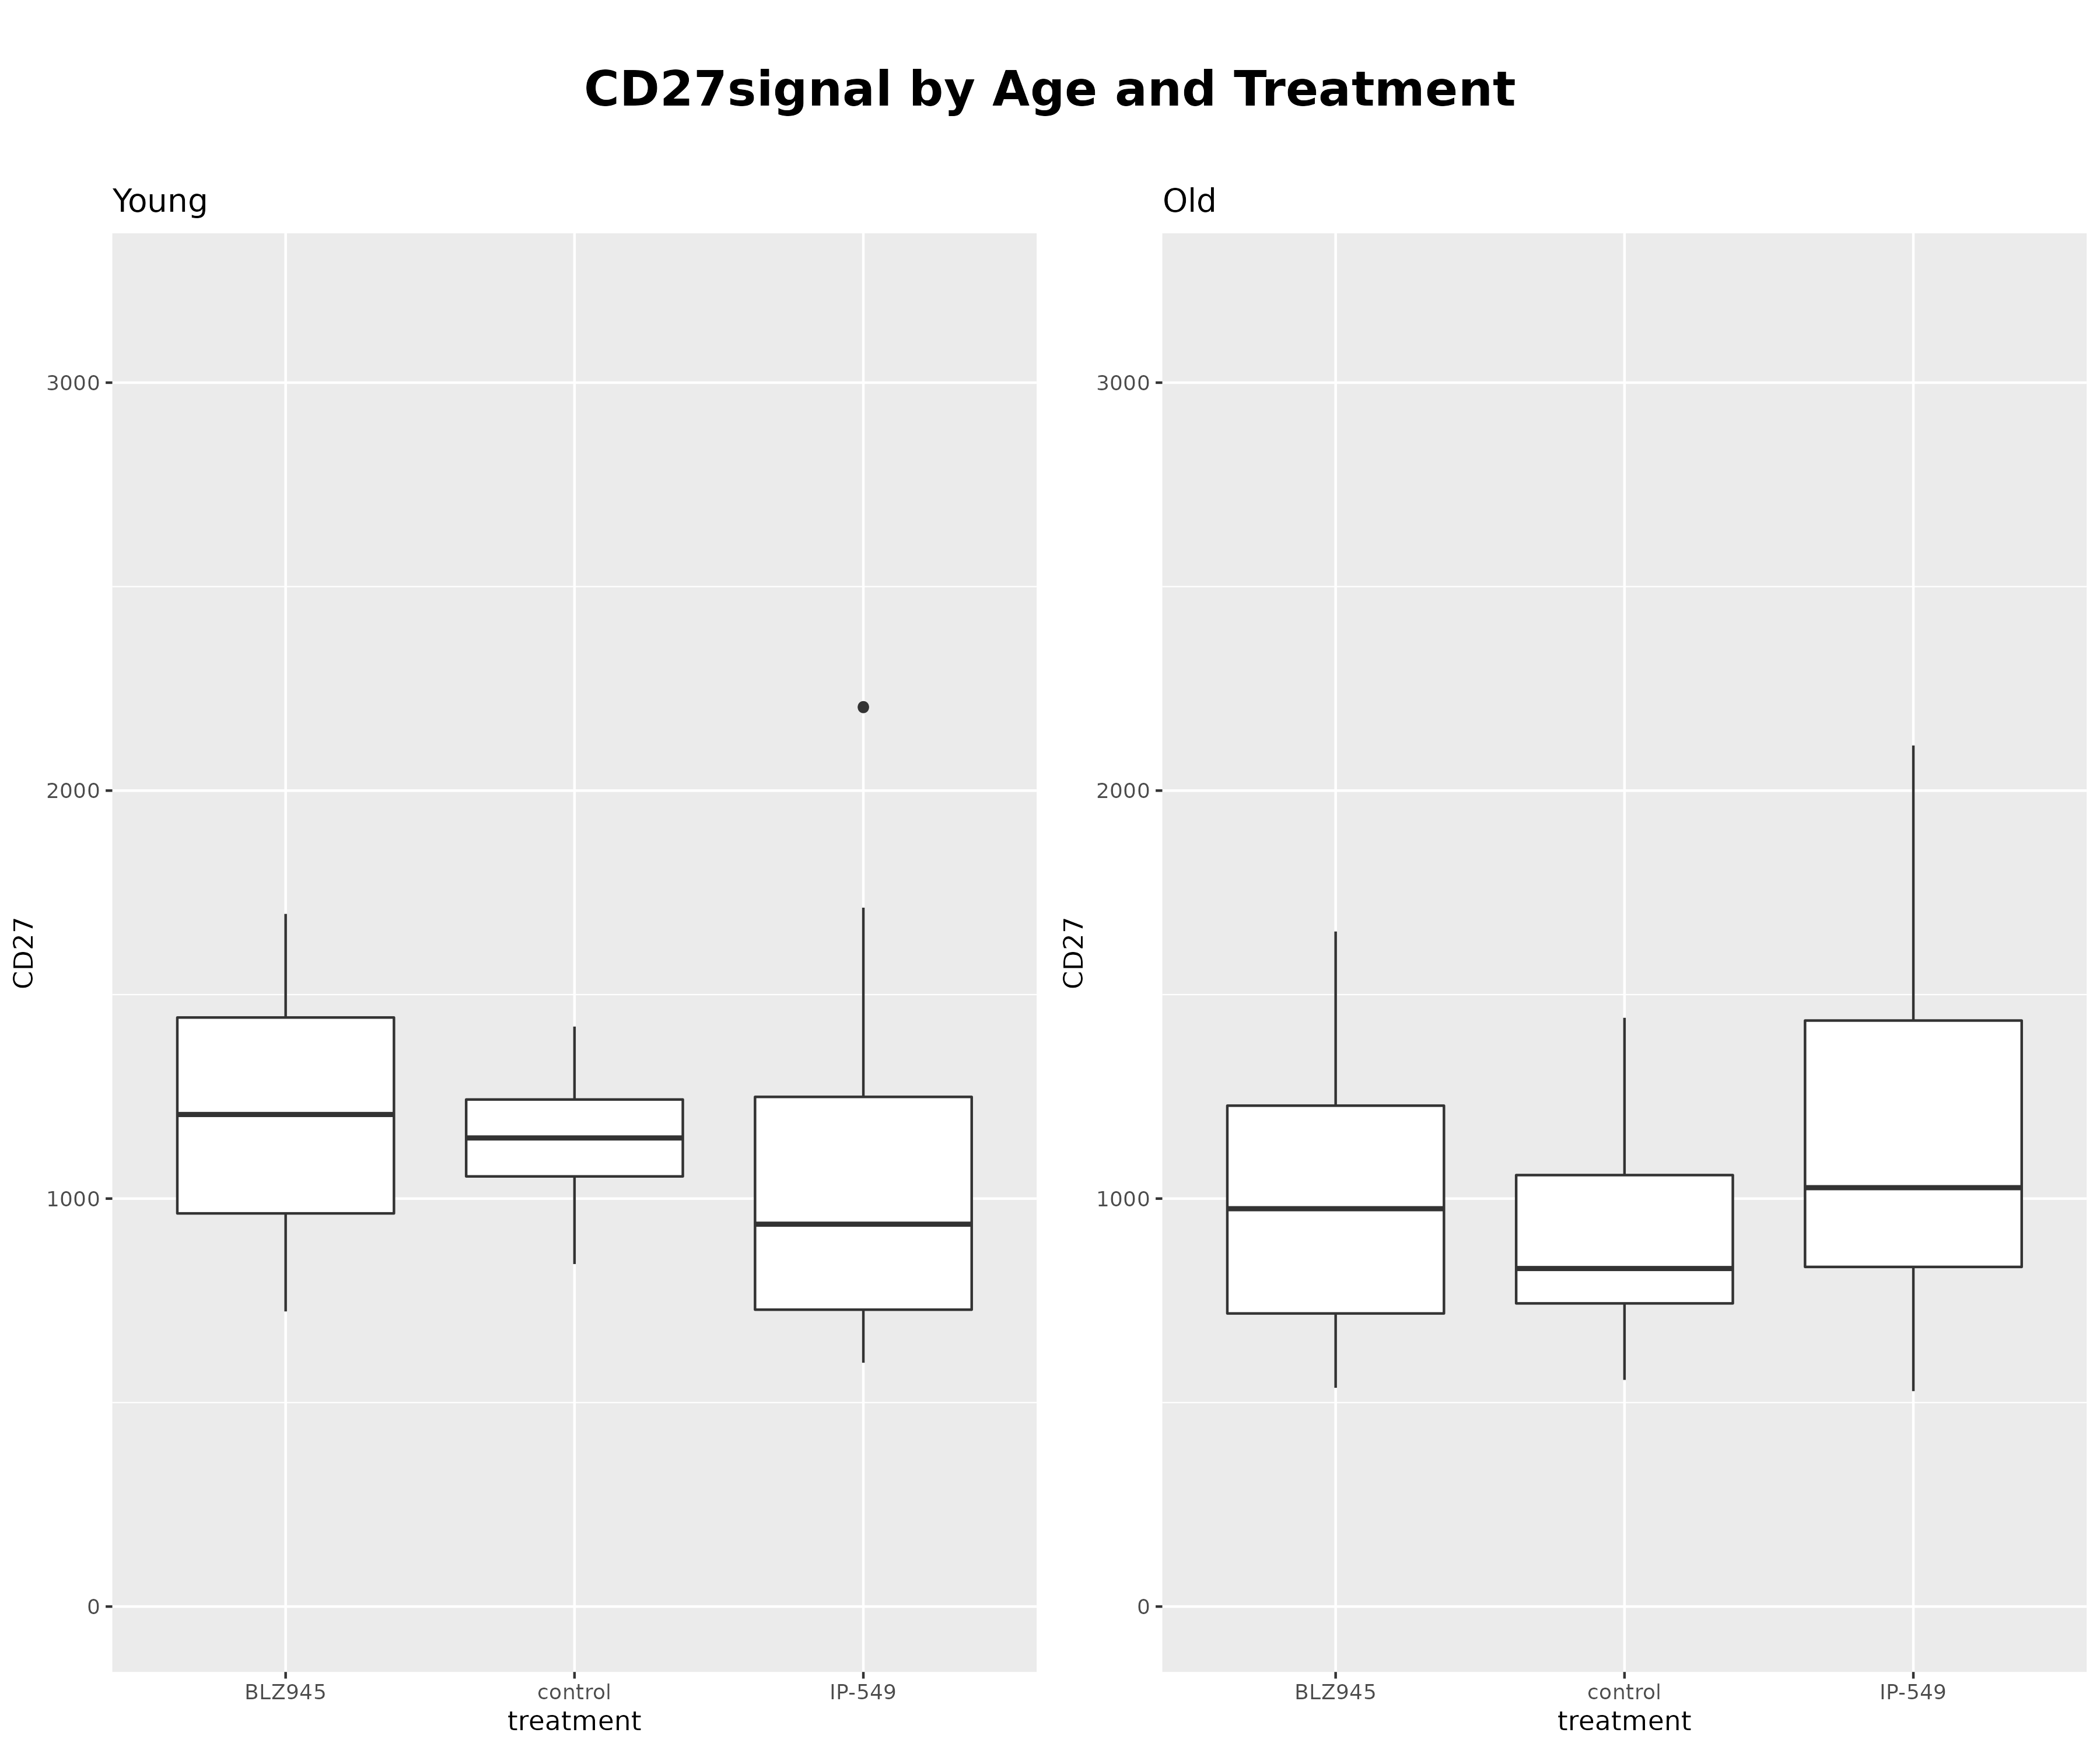 CD27signal by Age and Treatment
Young
3000
2000
1000
0
CD27
BLZ945 control IP-549
treatment
Old
3000
2000
1000
0
CD27
BLZ945 control IP-549
treatment